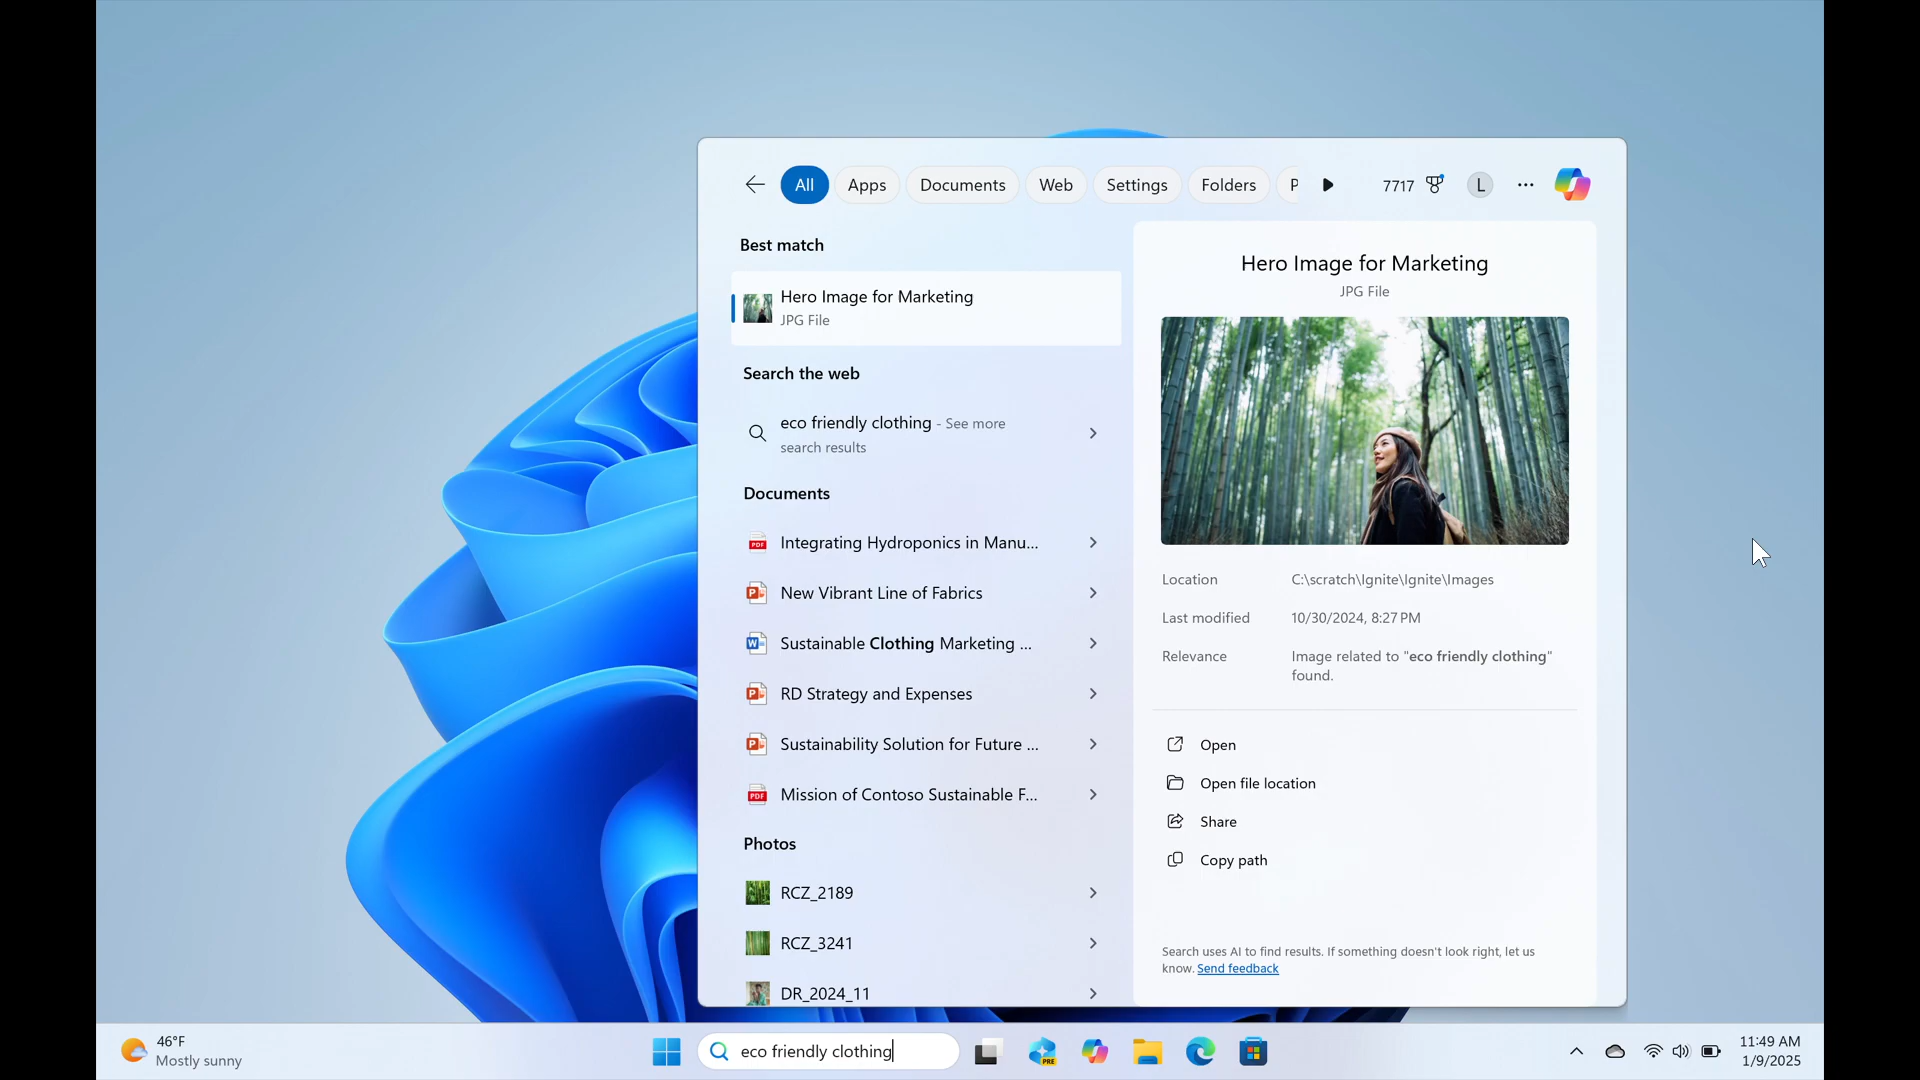 All
Apps
Documents
Web
Settings
Folders
P
7717
L
Best match
Hero Image for Marketing
JPG File
Search the web
eco friendly clothing - See more
search results
Documents
Integrating Hydroponics in Manu...
New Vibrant Line of Fabrics
Sustainable Clothing Marketing ...
RD Strategy and Expenses
Sustainability Solution for Future ...
Mission of Contoso Sustainable F...
Photos
RCZ_2189
RCZ_3241
DR_2024_11
Hero Image for Marketing
JPG File
Location C:\scratch\Ignite\Ignite\Images
Last modified 10/30/2024, 8:27 PM
Relevance Image related to "eco friendly clothing"
found.
Open
Open file location
Share
Copy path
Search uses AI to find results. If something doesn't look right, let us
know. Send feedback
46°F
Mostly sunny
eco friendly clothing
PRE
11:49 AM
1/9/2025